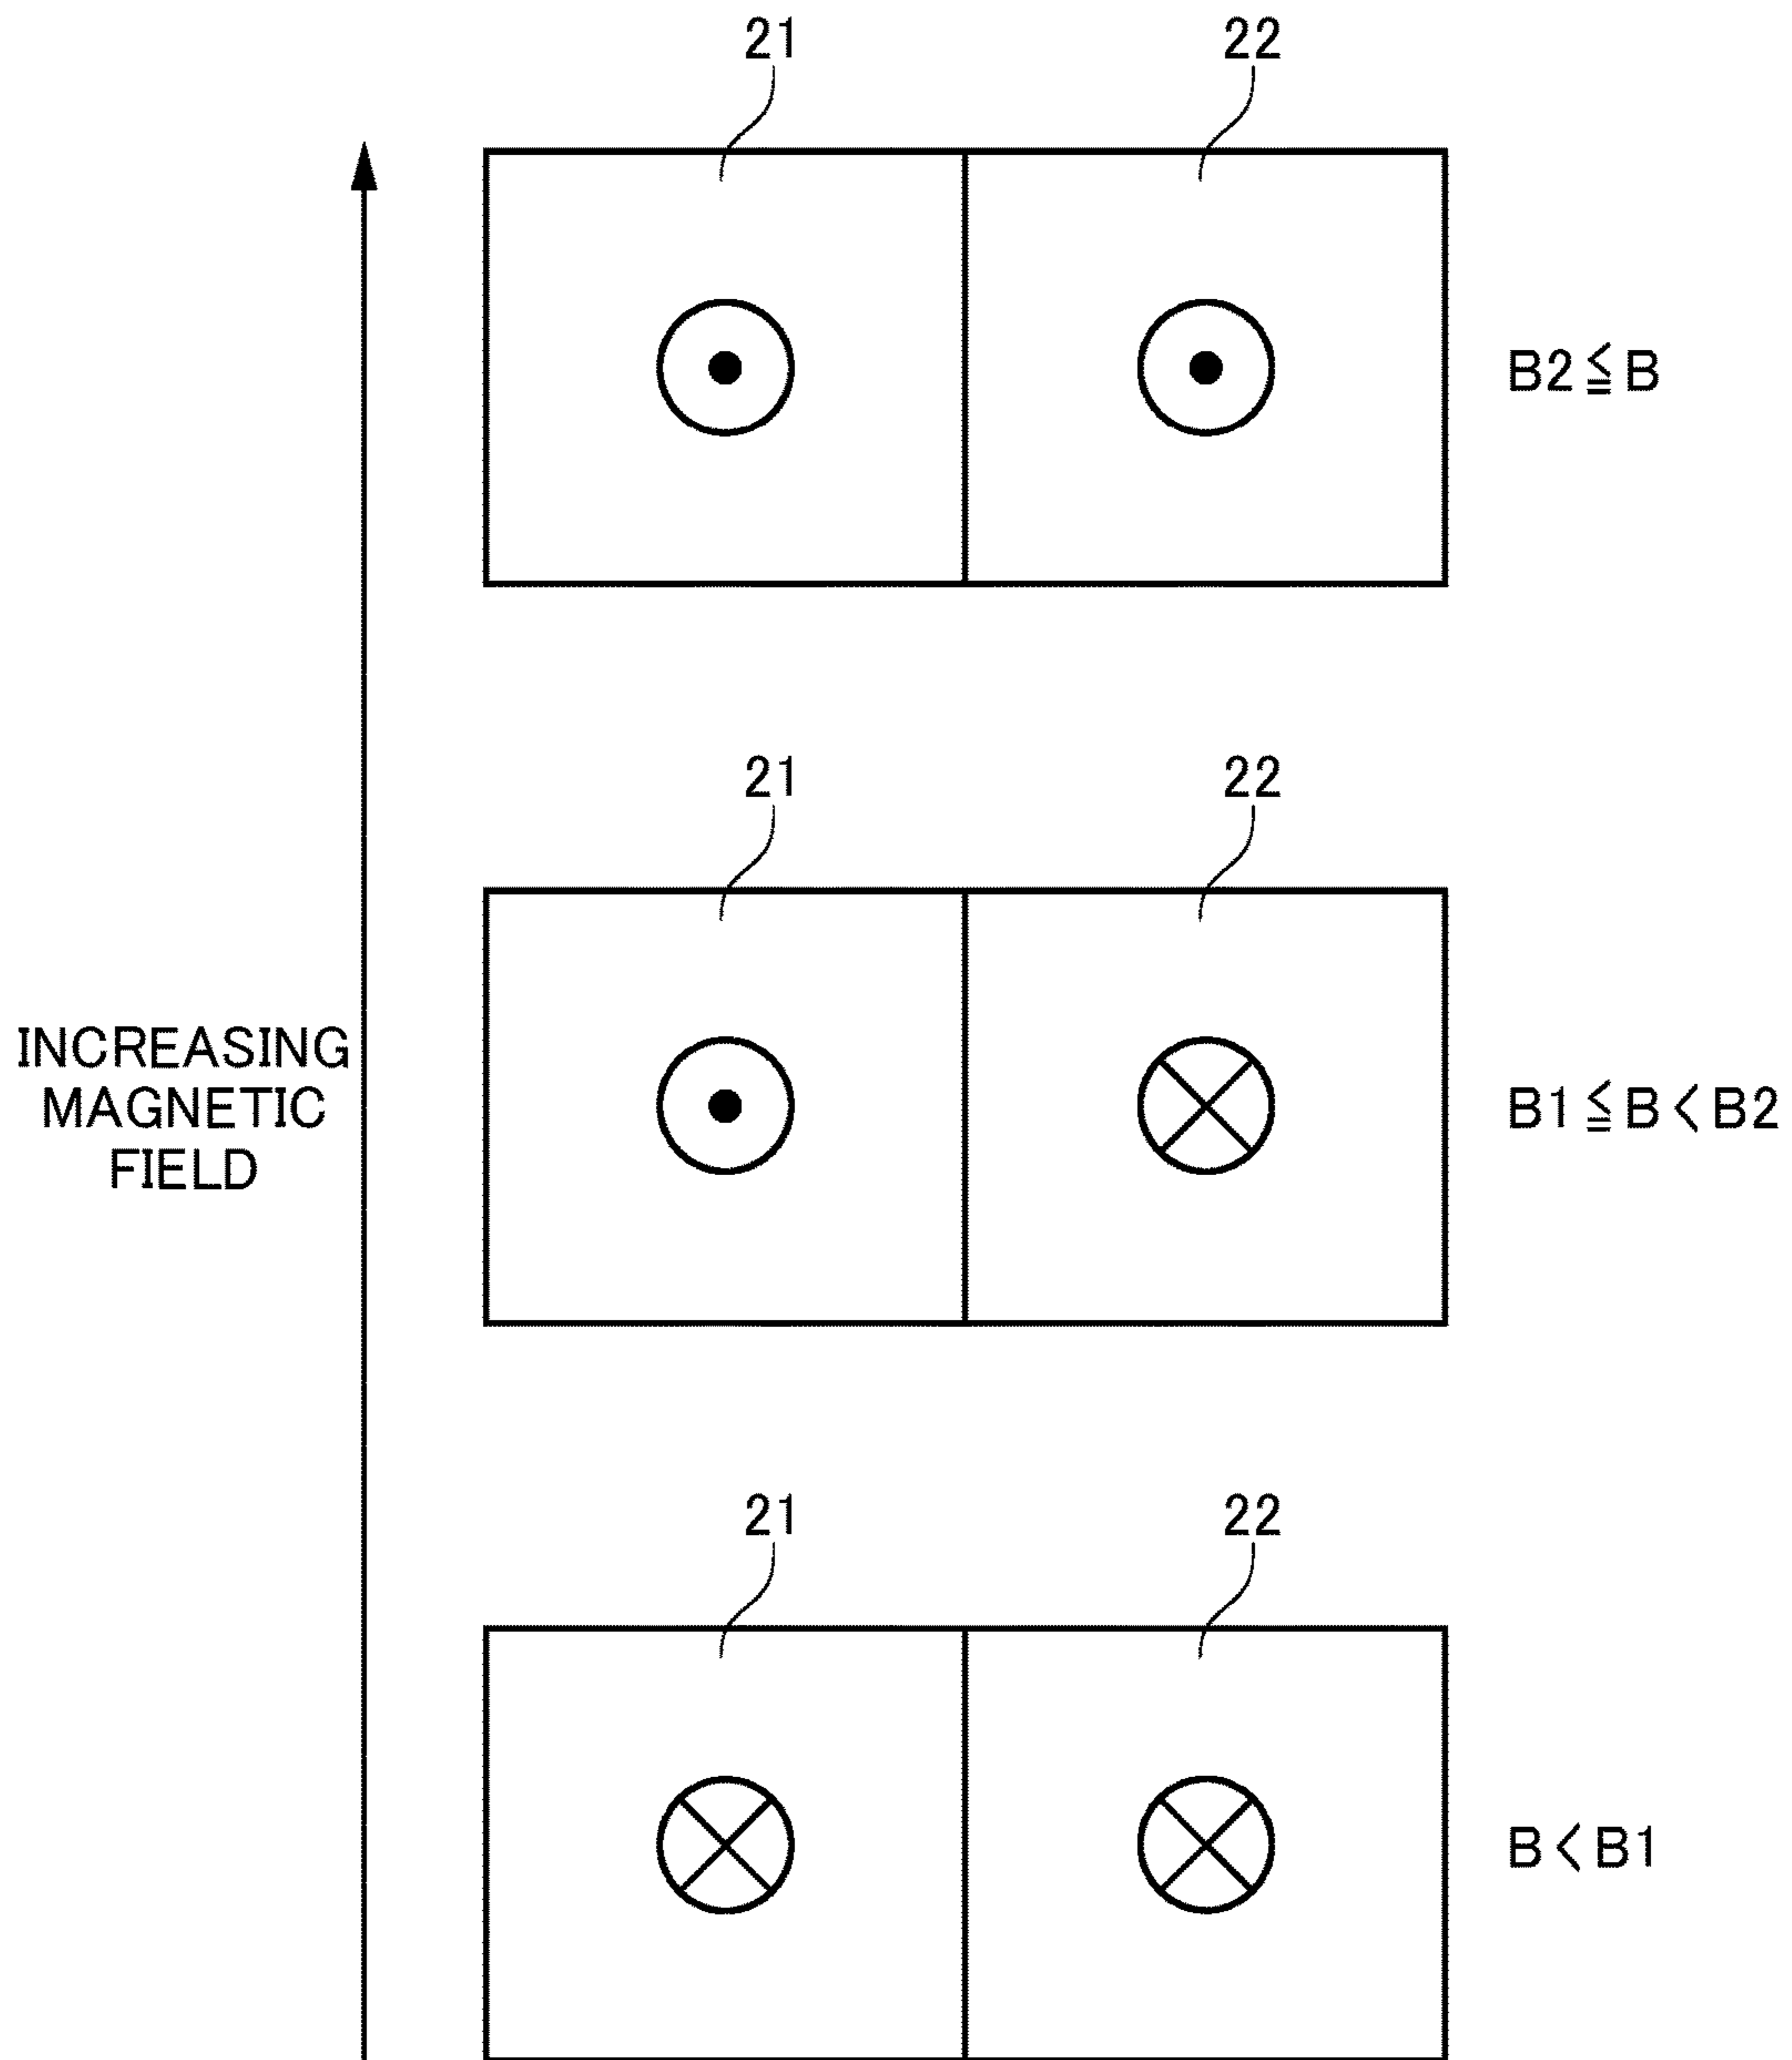 21 22
B2≦B
21 22
INCREASING
MAGNETIC
FIELD
B1≦B<B2
21 22
B<B1